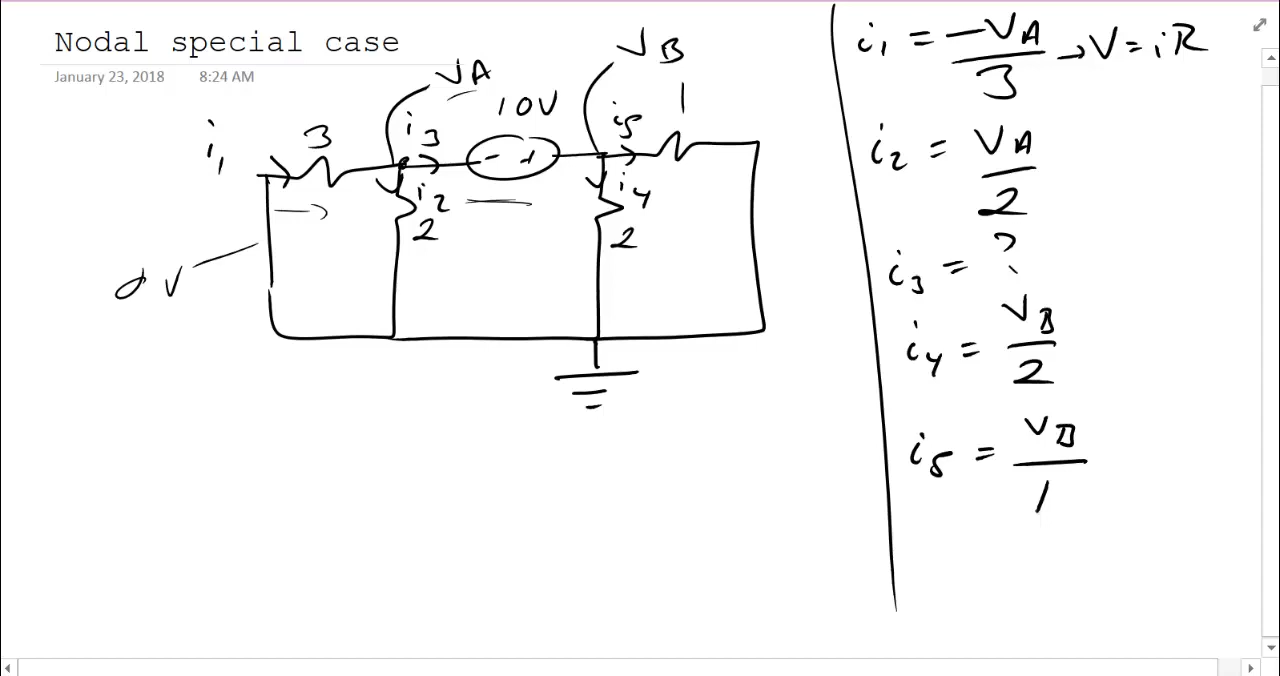 Nodal special case
January 23, 2018 8:24 AM
VA
VB
10V
i1
3
i3
- +
i5
1
i2
2
i4
2
0V
i1 = -VA/3 → V = iR
i2 = VA/2
i3 = ?
i4 = VB/2
i5 = VB/1